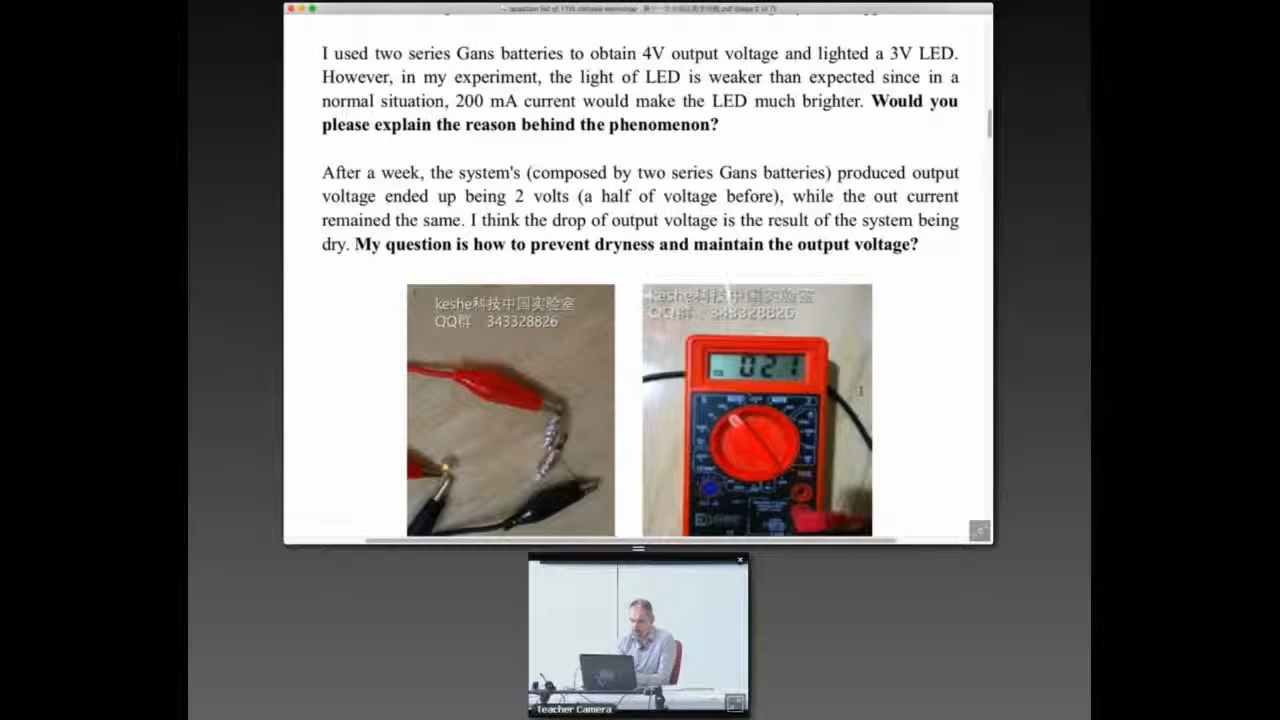 I used two series Gans batteries to obtain 4V output voltage and lighted a 3V LED.
However, in my experiment, the light of LED is weaker than expected since in a
normal situation, 200 mA current would make the LED much brighter. Would you
please explain the reason behind the phenomenon?
After a week, the system's (composed by two series Gans batteries) produced output
voltage ended up being 2 volts (a half of voltage before), while the out current
remained the same. I think the drop of output voltage is the result of the system being
dry. My question is how to prevent dryness and maintain the output voltage?
keshe科技中国实验室
QQ群 343328826
keshe科技中国实验室
QQ群 343328826
021
Teacher Camera